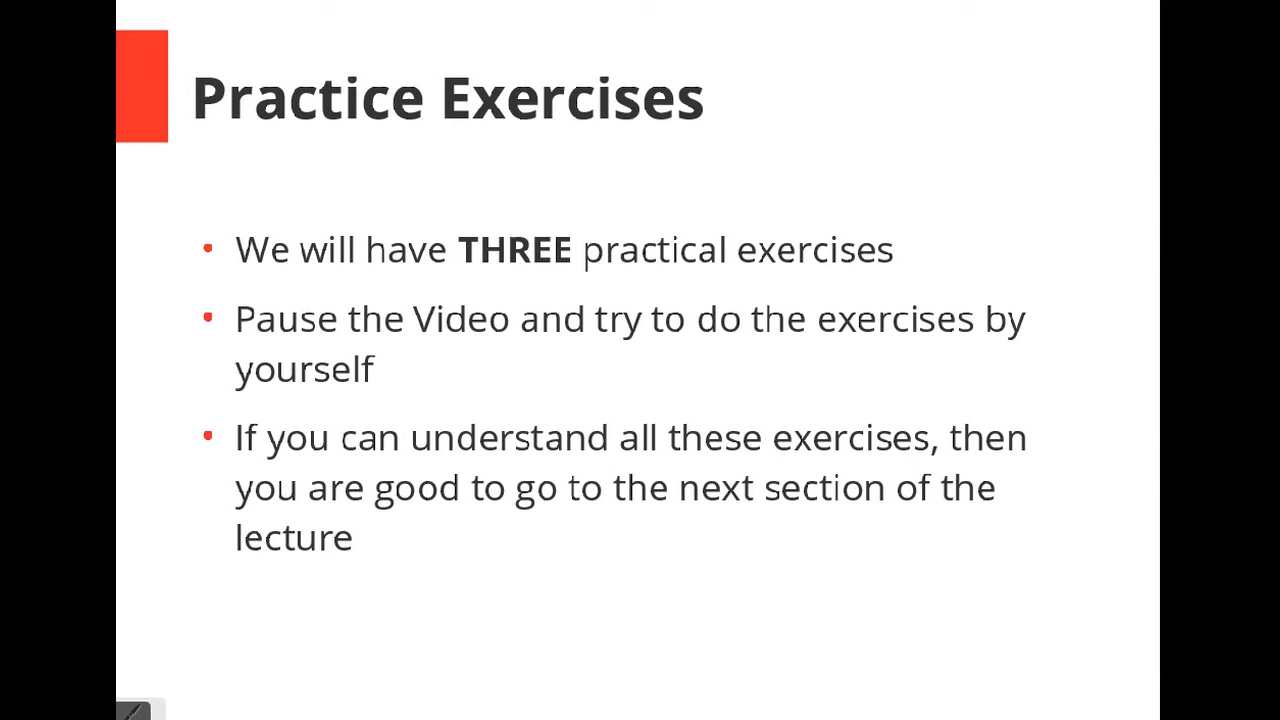 Practice Exercises
• We will have THREE practical exercises
• Pause the Video and try to do the exercises by
yourself
• If you can understand all these exercises, then
you are good to go to the next section of the
lecture